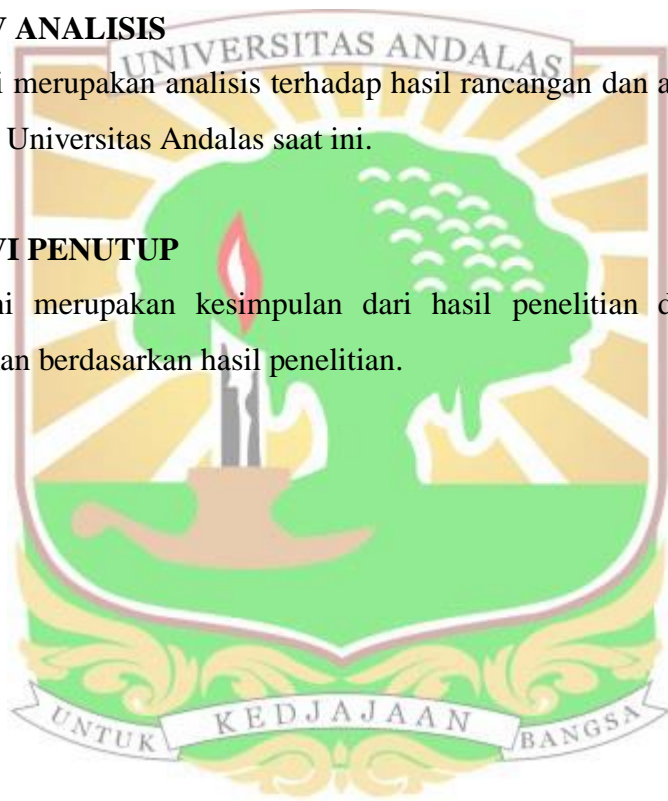 V ANALISIS
UNIVERSITAS ANDALAS
i merupakan analisis terhadap hasil rancangan dan a
Universitas Andalas saat ini.
VI PENUTUP
ni merupakan kesimpulan dari hasil penelitian d
an berdasarkan hasil penelitian.
UNTUK KEDJAJAAN BANGSA